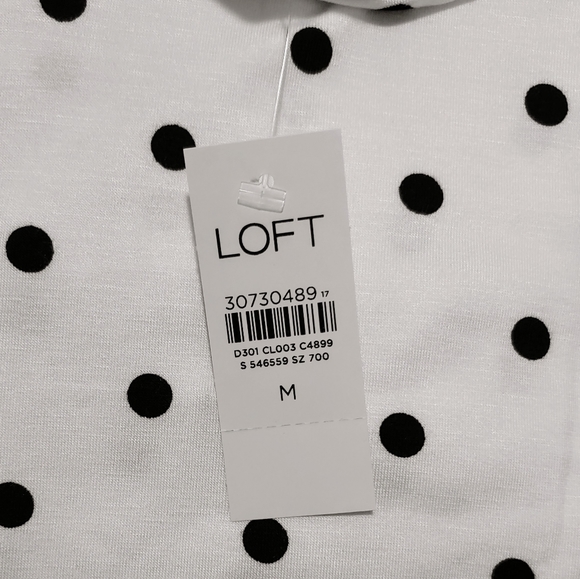 LOFT
30730489 17
D301 CL003 C4899
S 546559 SZ 700
M